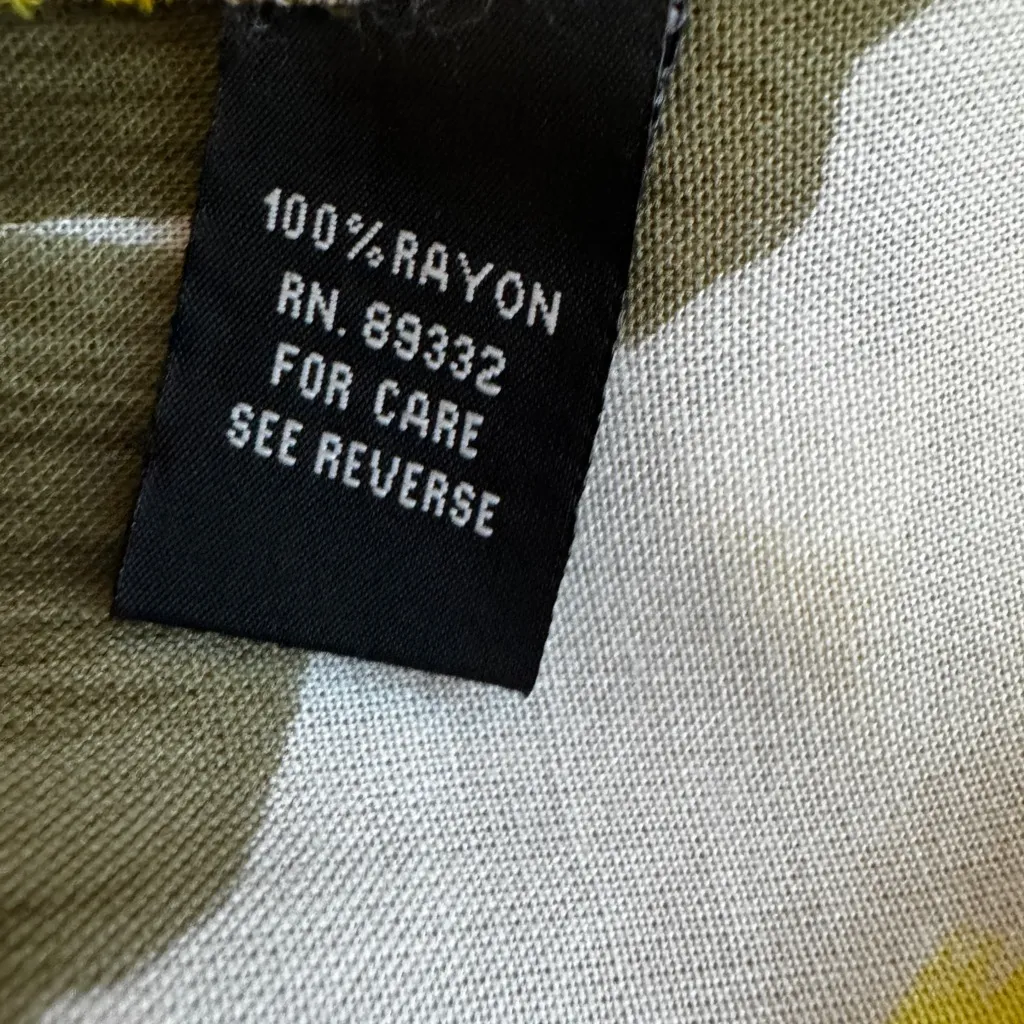 100% RAYON
RN. 89332
FOR CARE
SEE REVERSE